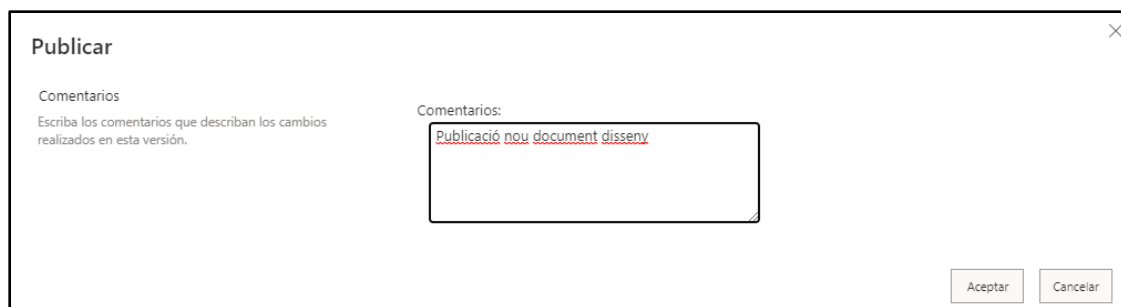 Publicar
Comentarios
Escriba los comentarios que describan los cambios
realizados en esta versión.
Comentarios:
Publicació nou document disseny
Aceptar
Cancelar